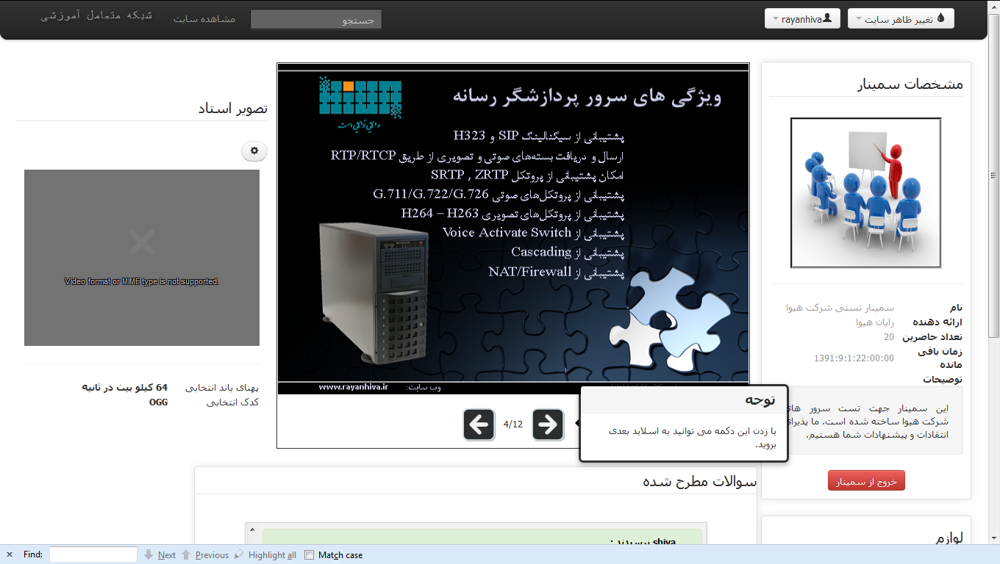 تغییر ظاهر سایت
rayanhiva
جستجو
مشاهده سایت
شبکه متعامل آموزشی
مشخصات سمینار
نام
سمینار تستی شرکت هیوا
ارائه دهنده
رایان هیوا
تعداد حاضرین
20
زمان باقی مانده
1391:9:1:22:00:00
توضیحات
این سمینار جهت تست سرور های
شرکت هیوا ساخته شده است. ما پذیرای
انتقادات و پیشنهادات شما هستیم.
خروج از سمینار
لوازم
ویژگی های سرور پردازشگر رسانه
دانایی توانایی است
پشتیبانی از سیگنالینگ SIP و H323
ارسال و دریافت بسته‌های صوتی و تصویری از طریق RTP/RTCP
امکان پشتیبانی از پروتکل SRTP , ZRTP
پشتیبانی از پروتکل‌های صوتی G.711/G.722/G.726
پشتیبانی از پروتکل‌های تصویری H264 – H263
پشتیبانی از Voice Activate Switch
پشتیبانی از Cascading
پشتیبانی از NAT/Firewall
وب سایت: www.rayanhiva.ir
4/12
توجه
با زدن این دکمه می توانید به اسلاید بعدی
بروید.
تصویر استاد
Video format or MIME type is not supported.
پهنای باند انتخابی
64 کیلو بیت در ثانیه
کدک انتخابی
OGG
سوالات مطرح شده
shiva پرسیدند :
Find:
Next
Previous
Highlight all
Match case